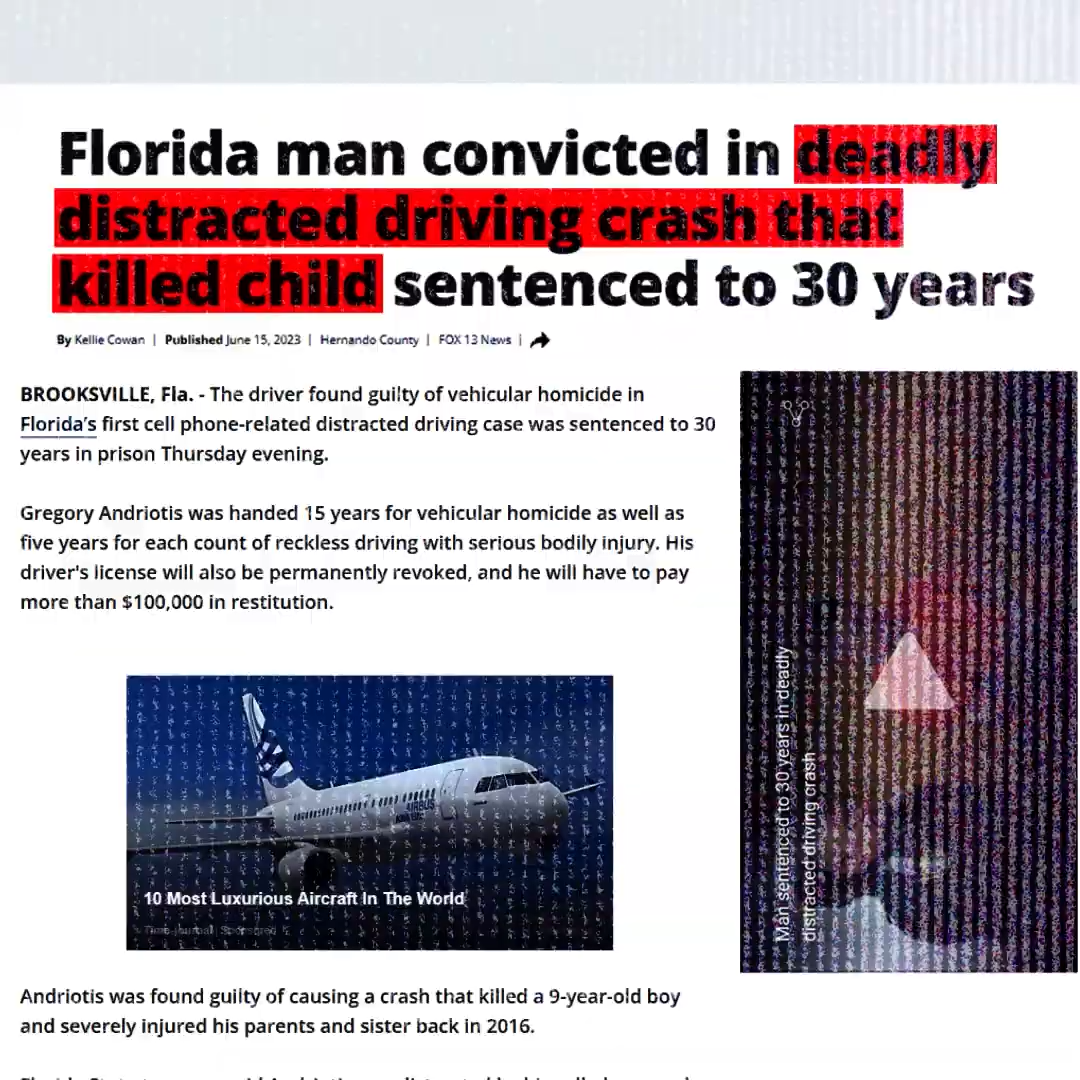 Florida man convicted in deadly
distracted driving crash that
killed child sentenced to 30 years
By Kellie Cowan | Published June 15, 2023 | Hernando County | FOX 13 News |
BROOKSVILLE, Fla. - The driver found guilty of vehicular homicide in
Florida's first cell phone-related distracted driving case was sentenced to 30
years in prison Thursday evening.
Gregory Andriotis was handed 15 years for vehicular homicide as well as
five years for each count of reckless driving with serious bodily injury. His
driver's license will also be permanently revoked, and he will have to pay
more than $100,000 in restitution.
AIRBUS
10 Most Luxurious Aircraft In The World
Man sentenced to 30 years in deadly
distracted driving crash
Andriotis was found guilty of causing a crash that killed a 9-year-old boy
and severely injured his parents and sister back in 2016.